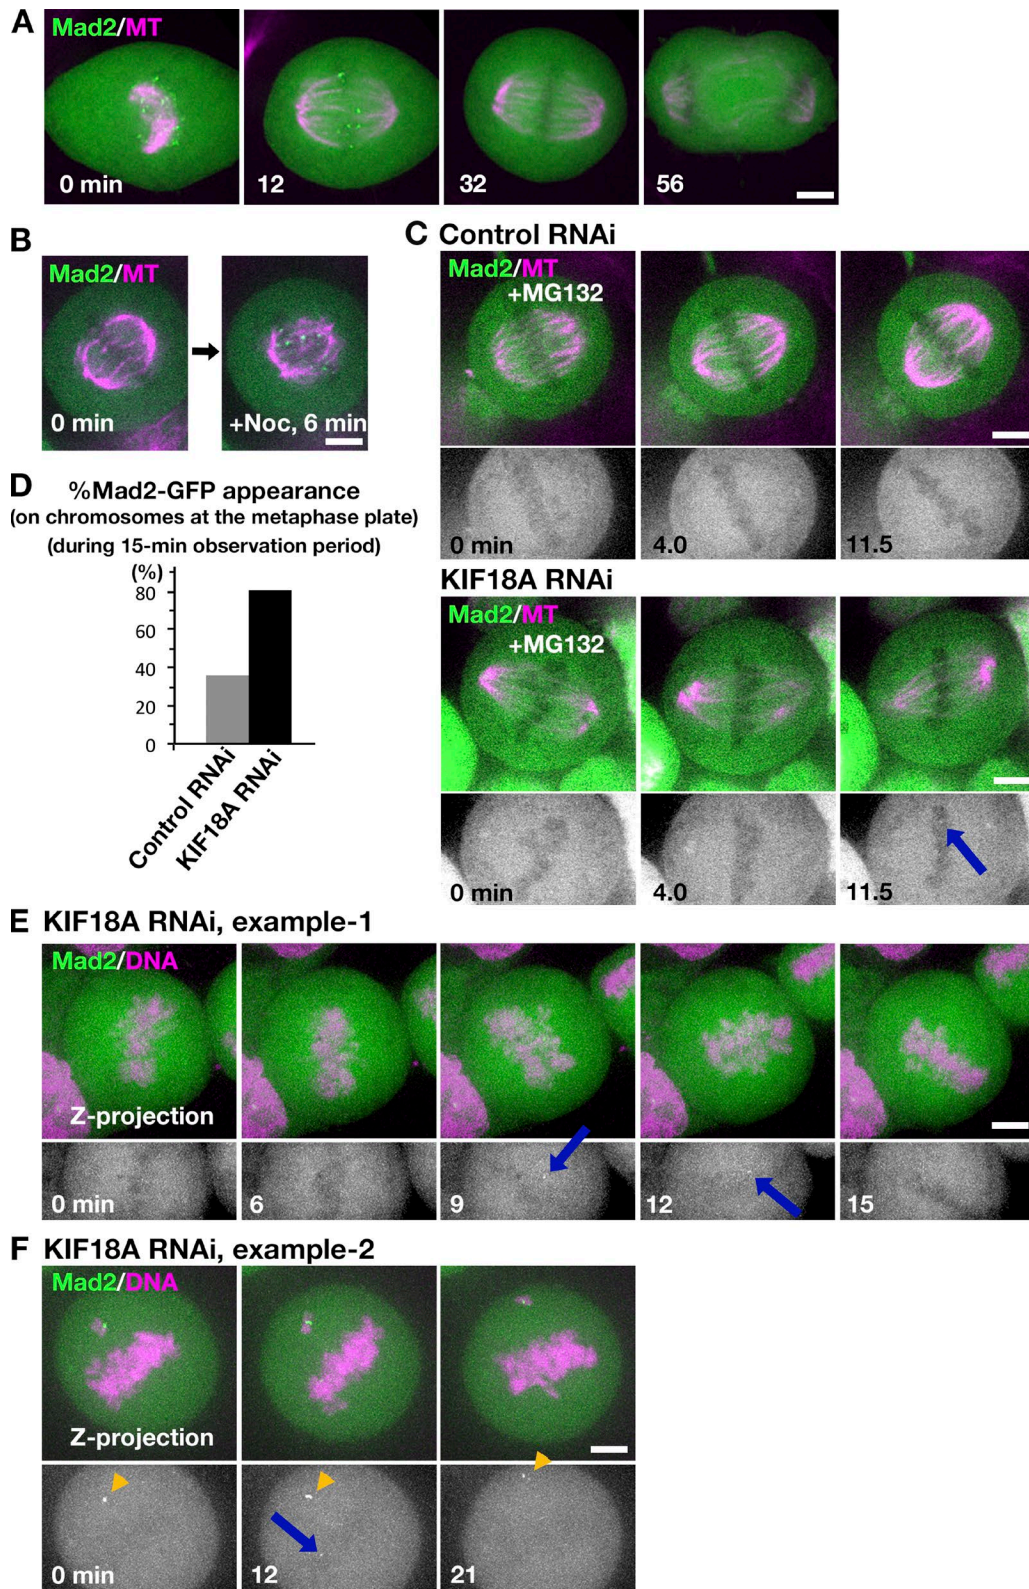 A
Mad2/MT
0 min
12
32
56
B
Mad2/MT
0 min
+Noc, 6 min
C Control RNAi
Mad2/MT
+MG132
0 min
4.0
11.5
KIF18A RNAi
Mad2/MT
+MG132
0 min
4.0
11.5
D
%Mad2-GFP appearance
(on chromosomes at the metaphase plate)
(during 15-min observation period)
(%)
80
60
40
20
0
Control RNAi
KIF18A RNAi
E KIF18A RNAi, example-1
Mad2/DNA
Z-projection
0 min
6
9
12
15
F KIF18A RNAi, example-2
Mad2/DNA
Z-projection
0 min
12
21